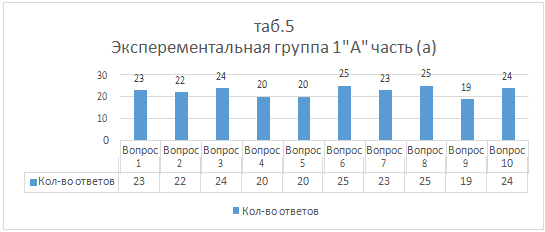 таб.5
Эксперементальная группа 1"А" часть (а)
23 22 24 20 20 25 23 25 19 24
30
20
10
0
Вопрос 1 Вопрос 2 Вопрос 3 Вопрос 4 Вопрос 5 Вопрос 6 Вопрос 7 Вопрос 8 Вопрос 9 Вопрос 10
Кол-во ответов 23 22 24 20 20 25 23 25 19 24
Кол-во ответов